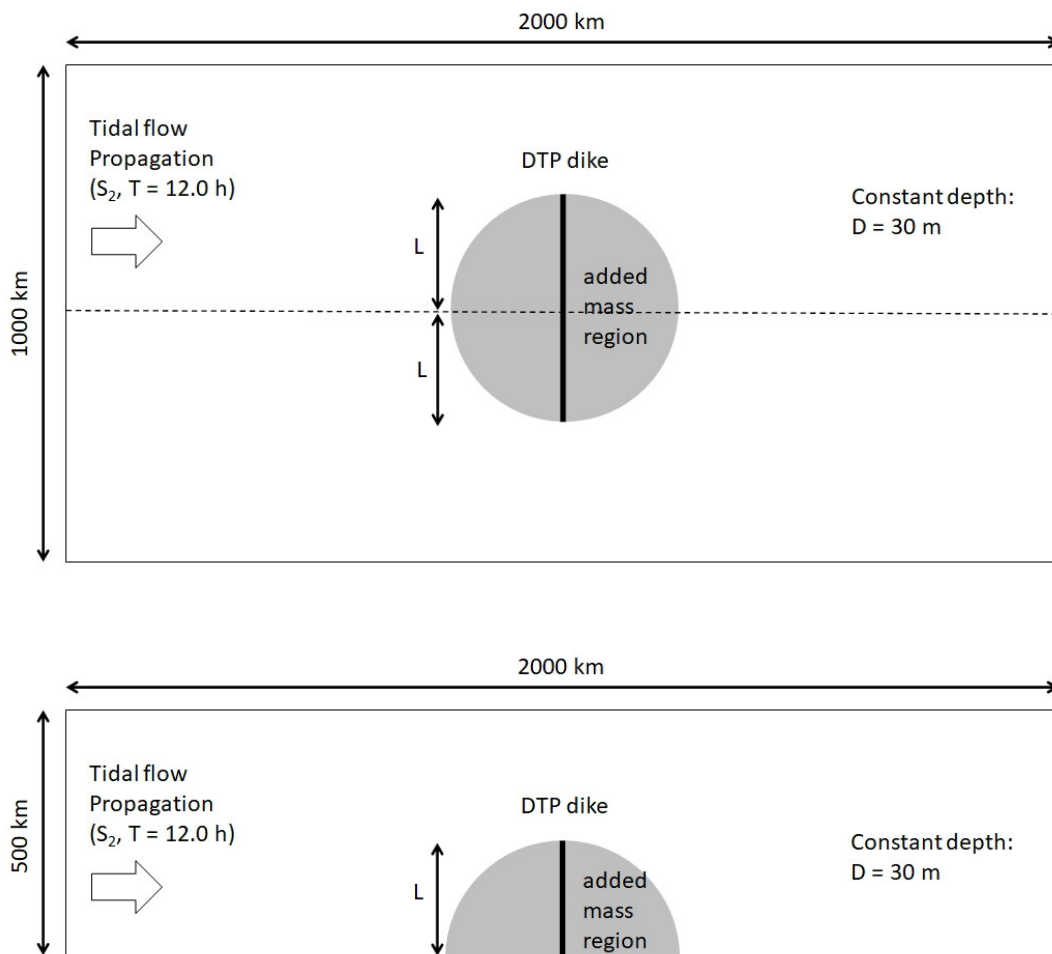 2000 km
Tidal flow
Propagation
(S₂, T = 12.0 h)
DTP dike
Constant depth:
D = 30 m
L
added
mass
region
1000 km
L
2000 km
Tidal flow
Propagation
(S₂, T = 12.0 h)
DTP dike
Constant depth:
D = 30 m
500 km
L
added
mass
region